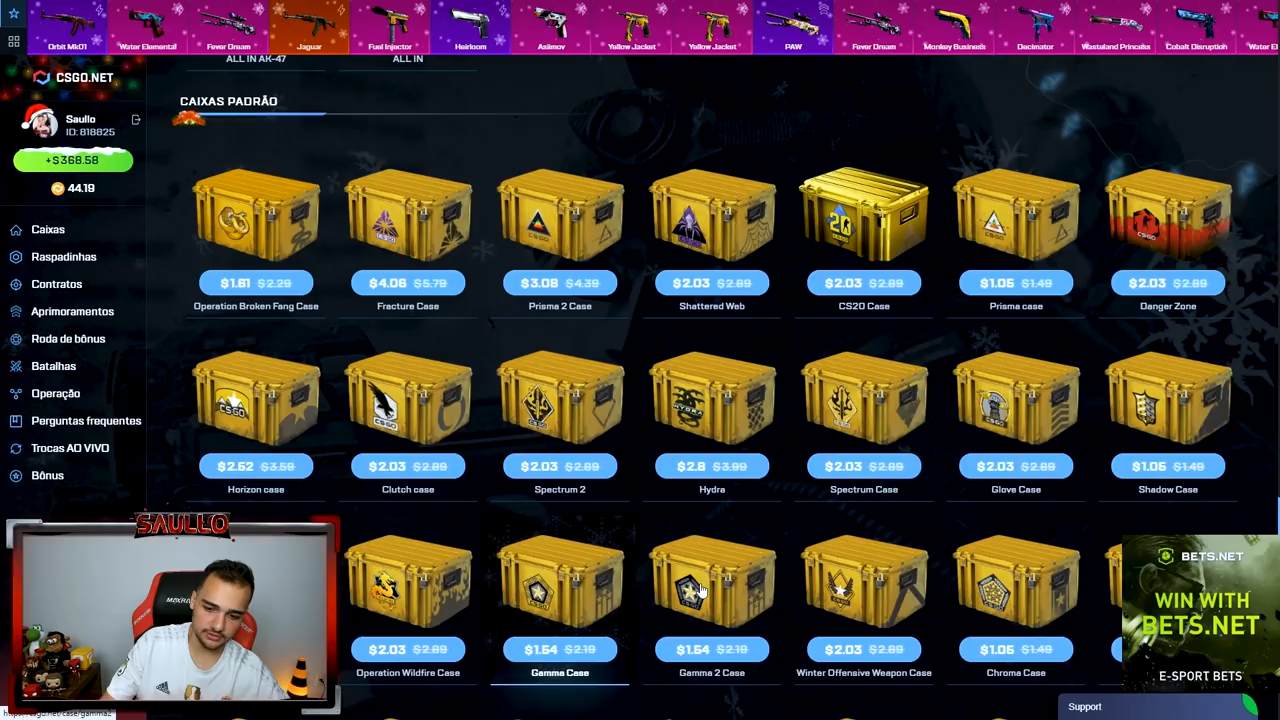 Orbit Mk01
Water Elemental
Fever Dream
Jaguar
Fuel Injector
Heirloom
Asiimov
Yellow Jacket
Yellow Jacket
PAW
Fever Dream
Monkey Business
Decimator
Wasteland Princess
Cobalt Disruption
Water El
CSGO.NET
Saullo
ID: 818825
+$368.58
44.19
Caixas
Raspadinhas
Contratos
Aprimoramentos
Roda de bônus
Batalhas
Operação
Perguntas frequentes
Trocas AO VIVO
Bônus
ALL IN AK-47
ALL IN
CAIXAS PADRÃO
$1.61 $2.29
$4.06 $5.79
$3.08 $4.39
$2.03 $2.89
$2.03 $2.89
$1.05 $1.49
$2.03 $2.89
Operation Broken Fang Case
Fracture Case
Prisma 2 Case
Shattered Web
CS20 Case
Prisma case
Danger Zone
$2.52 $3.59
$2.03 $2.89
$2.03 $2.89
$2.8 $3.99
$2.03 $2.89
$2.03 $2.89
$1.05 $1.49
Horizon case
Clutch case
Spectrum 2
Hydra
Spectrum Case
Glove Case
Shadow Case
$2.03 $2.89
$1.54 $2.19
$1.54 $2.19
$2.03 $2.89
$1.05 $1.49
Operation Wildfire Case
Gamma Case
Gamma 2 Case
Winter Offensive Weapon Case
Chroma Case
SAULLO
BETS.NET
WIN WITH
BETS.NET
E-SPORT BETS
Support